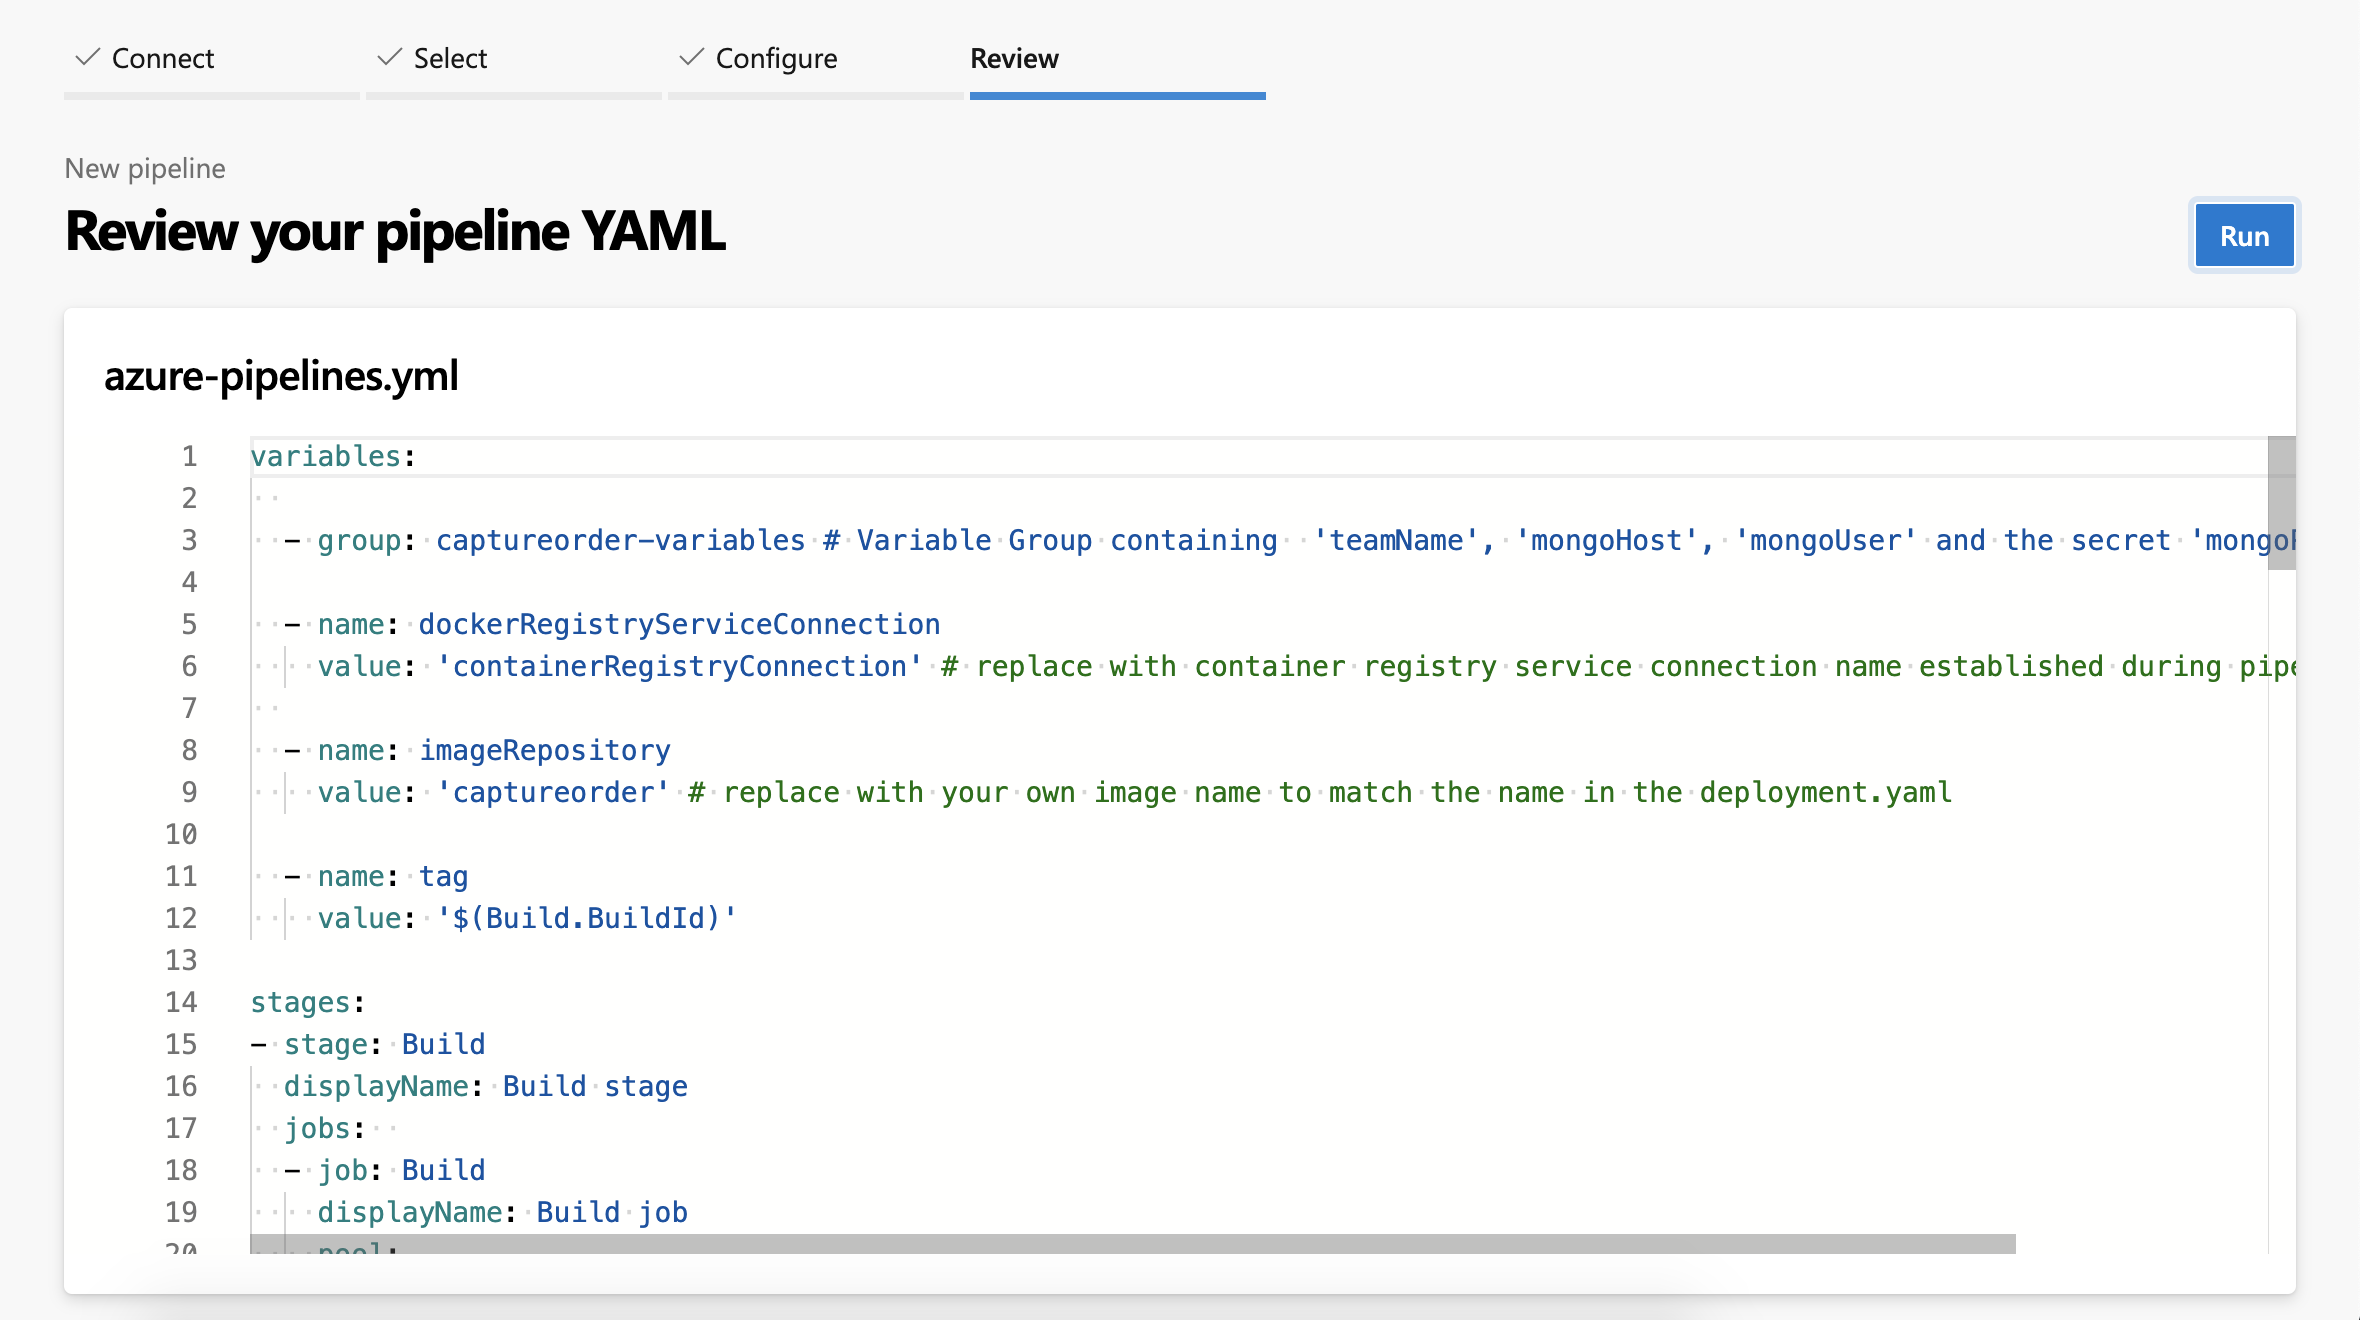 Connect
Select
Configure
Review
New pipeline
Review your pipeline YAML
Run
azure-pipelines.yml
1 variables:
2
3 - group: captureorder-variables # Variable Group containing 'teamName', 'mongoHost', 'mongoUser' and the secret
4
5 - name: dockerRegistryServiceConnection
6 value: 'containerRegistryConnection' # replace with container registry service connection name established during
7
8 - name: imageRepository
9 value: 'captureorder' # replace with your own image name to match the name in the deployment.yaml
10
11 - name: tag
12 value: '$(Build.BuildId)'
13
14 stages:
15 - stage: Build
16 displayName: Build stage
17 jobs:
18 - job: Build
19 displayName: Build job
20 pool: